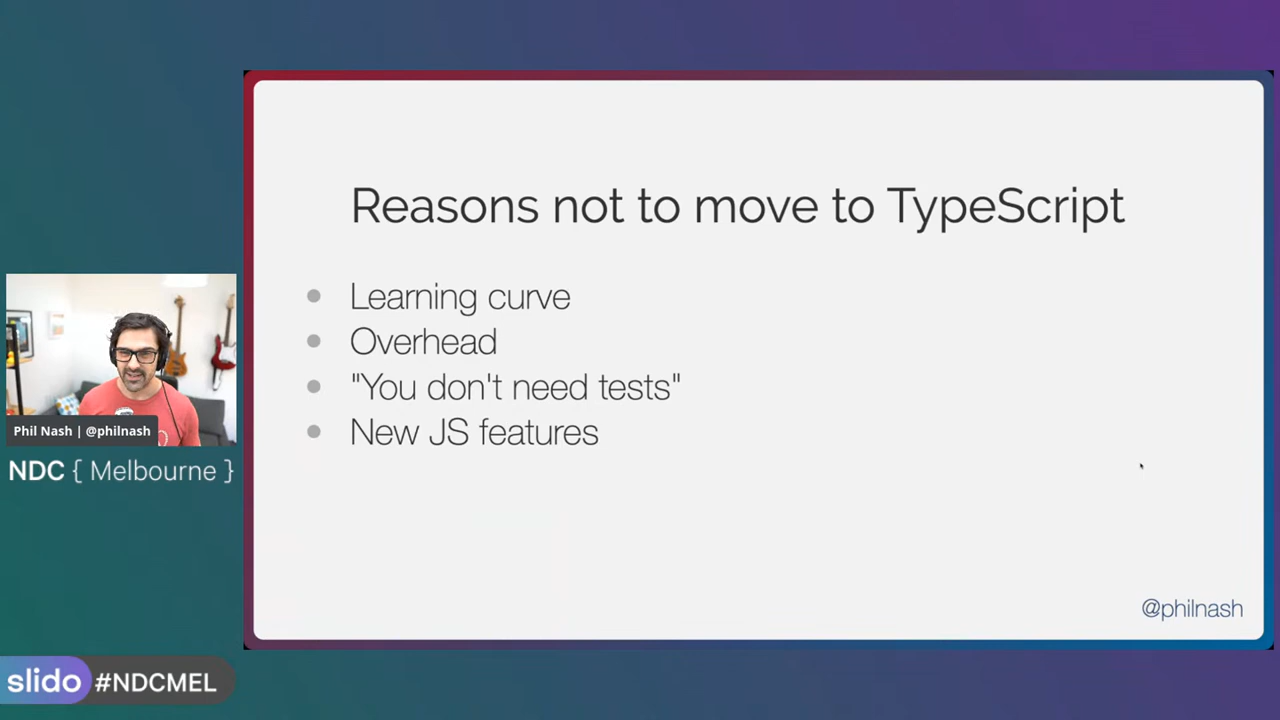 Reasons not to move to TypeScript
Learning curve
Overhead
"You don't need tests"
New JS features
@philnash
Phil Nash | @philnash
NDC { Melbourne }
slido #NDCMEL